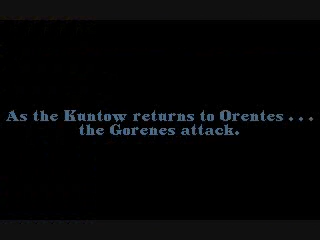 As the Kuntow returns to Orentes . . .
the Gorenes attack.